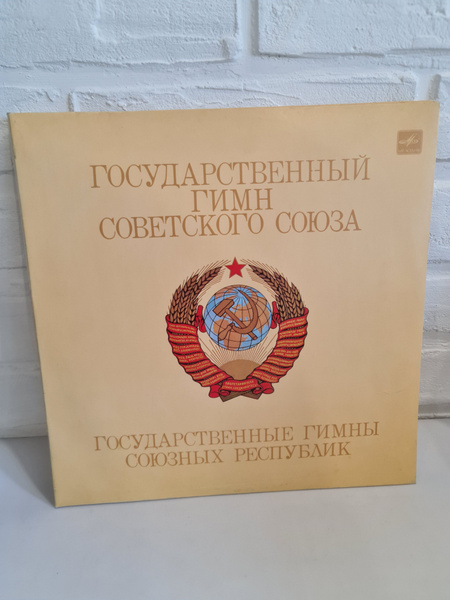 ГОСУДАРСТВЕННЫЙ
ГИМН
СОВЕТСКОГО СОЮЗА
ГОСУДАРСТВЕННЫЕ ГИМНЫ
СОЮЗНЫХ РЕСПУБЛИК